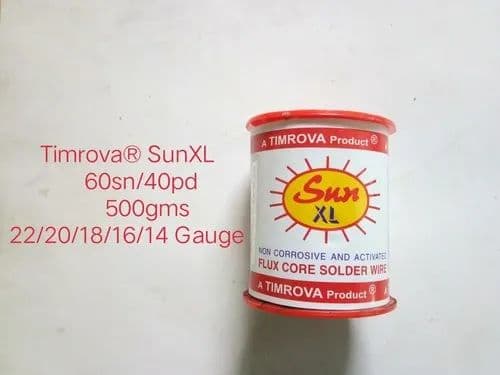 Timrova® SunXL
60sn/40pd
500gms
22/20/18/16/14 Gauge
A TIMROVA Product ®
Sun
XL
NON CORROSIVE AND ACTIVATED
FLUX CORE SOLDER WIRE
A TIMROVA Product ®